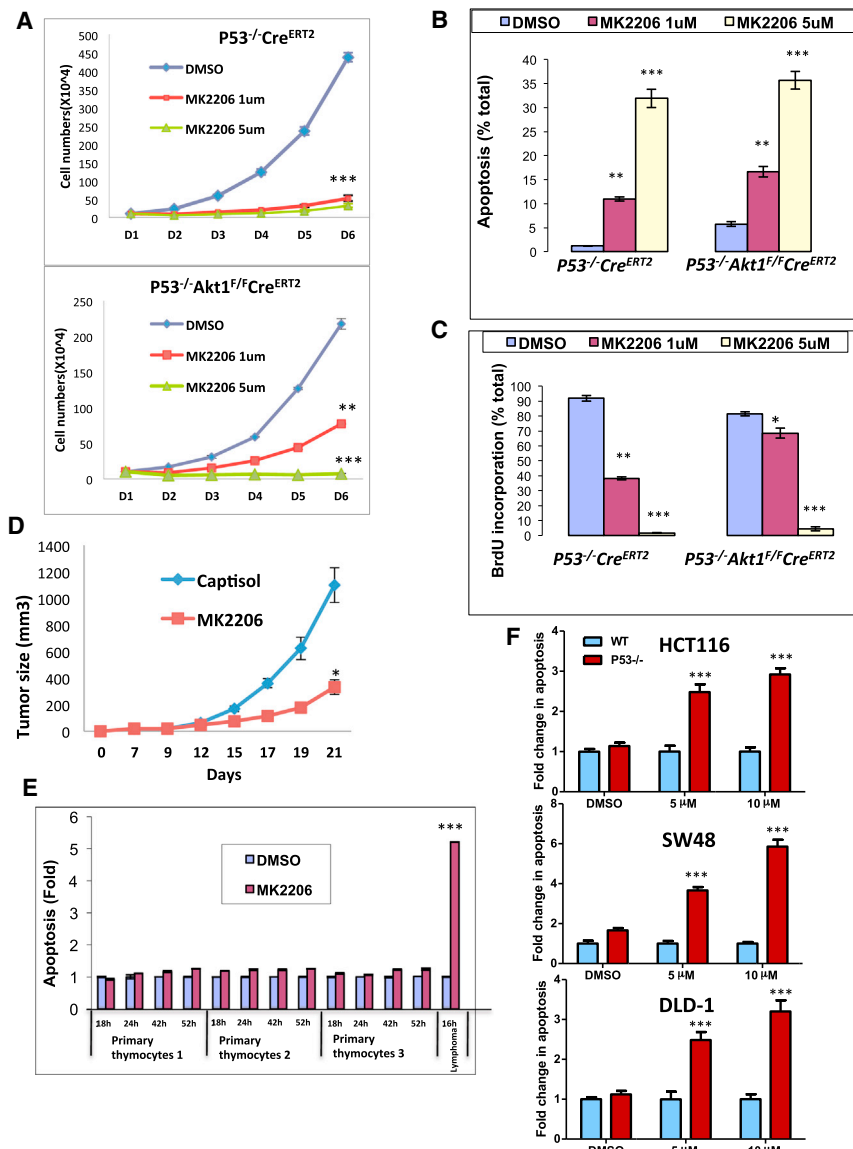 A
P53-/-CreERT2
Cell numbers(X10^4)
500
450
400
350
300
250
200
150
100
50
0
DMSO
MK2206 1um
MK2206 5um
***
D1 D2 D3 D4 D5 D6
P53-/-Akt1F/FCreERT2
Cell numbers(X10^4)
250
200
150
100
50
0
DMSO
MK2206 1um
MK2206 5um
**
***
D1 D2 D3 D4 D5 D6
B
DMSO MK2206 1uM MK2206 5uM
Apoptosis (% total)
40
35
30
25
20
15
10
5
0
** *** ** ***
P53-/-CreERT2 P53-/-Akt1F/FCreERT2
C
DMSO MK2206 1uM MK2206 5uM
BrdU incorporation (% total)
100
90
80
70
60
50
40
30
20
10
0
** *** * ***
P53-/-CreERT2 P53-/-Akt1F/FCreERT2
D
Tumor size (mm3)
1400
1200
1000
800
600
400
200
0
Captisol
MK2206
*
0 7 9 12 15 17 19 21
Days
E
Apoptosis (Fold)
6
5
4
3
2
1
0
DMSO
MK2206
***
18h 24h 42h 52h 18h 24h 42h 52h 18h 24h 42h 52h 16h
Primary thymocytes 1
Primary thymocytes 2
Primary thymocytes 3
Lymphoma
F
WT
P53-/-
HCT116
Fold change in apoptosis
4
3
2
1
0
*** ***
DMSO 5 µM 10 µM
SW48
Fold change in apoptosis
8
6
4
2
0
*** ***
DMSO 5 µM 10 µM
DLD-1
Fold change in apoptosis
4
3
2
1
0
*** ***
DMSO 5 µM 10 µM